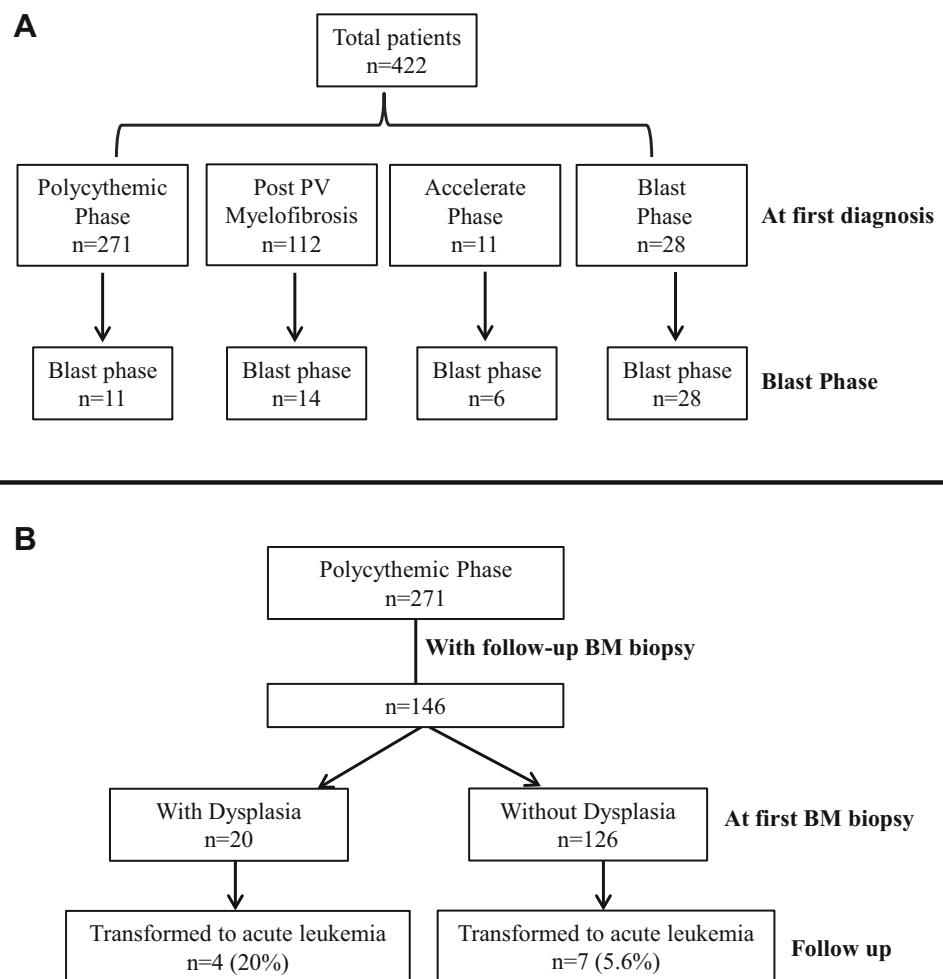 A
Total patients
n=422
Polycythemic
Phase
n=271
Post PV
Myelofibrosis
n=112
Accelerate
Phase
n=11
Blast
Phase
n=28
At first diagnosis
Blast phase
n=11
Blast phase
n=14
Blast phase
n=6
Blast phase
n=28
Blast Phase
B
Polycythemic Phase
n=271
With follow-up BM biopsy
n=146
With Dysplasia
n=20
Without Dysplasia
n=126
At first BM biopsy
Transformed to acute leukemia
n=4 (20%)
Transformed to acute leukemia
n=7 (5.6%)
Follow up